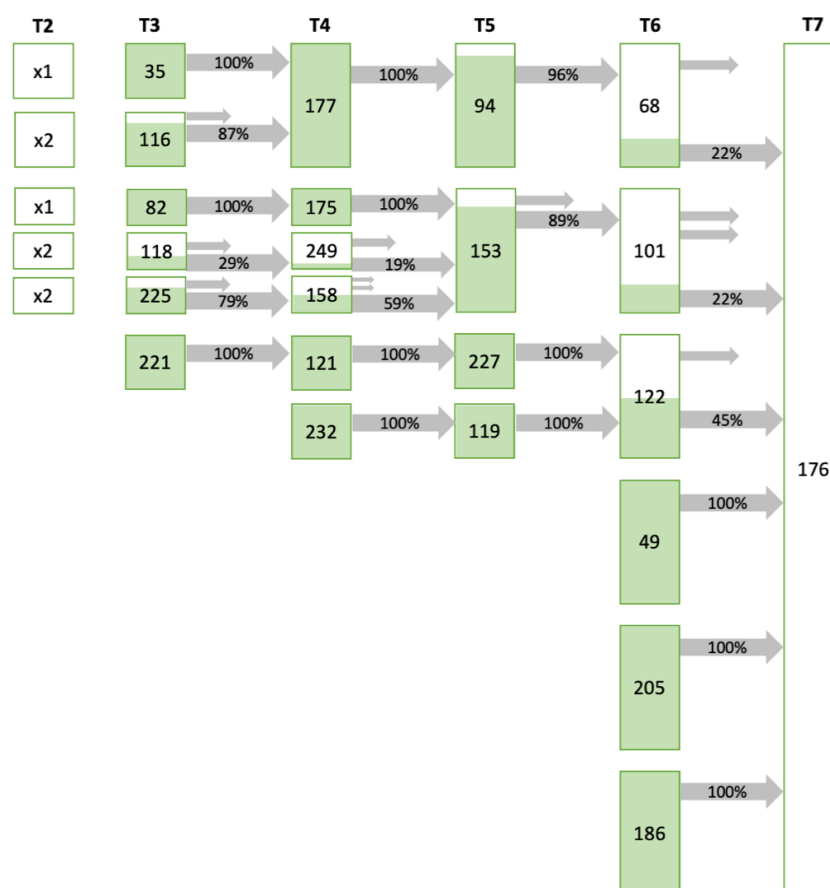 T2 T3 T4 T5 T6 T7
x1 35 100% 177 100% 94 96% 68
x2 116 87% 22%
x1 82 100% 175 100% 153 89% 101
x2 118 29% 249 19%
x2 225 79% 158 59% 22%
221 100% 121 100% 227 100% 122
232 100% 119 100% 45%
176
100%
49
100%
205
100%
186